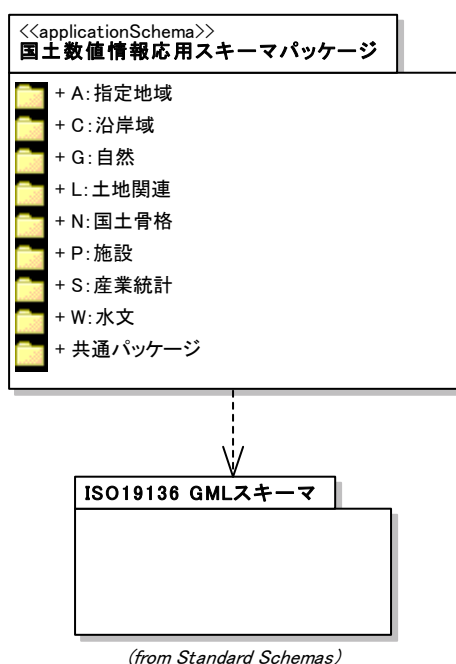 <<applicationSchema>>
国土数値情報応用スキーマパッケージ
+ A:指定地域
+ C:沿岸域
+ G:自然
+ L:土地関連
+ N:国土骨格
+ P:施設
+ S:産業統計
+ W:水文
+ 共通パッケージ
ISO19136 GMLスキーマ
(from Standard Schemas)